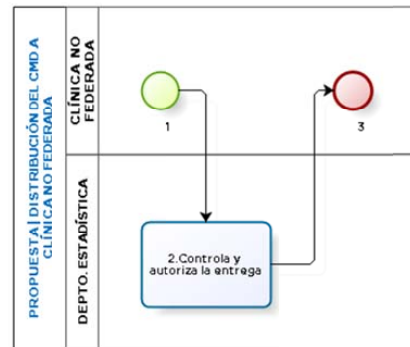 PROPUESTA | DISTRIBUCIÓN DEL CMD A
CLÍNICA NO FEDERADA
CLÍNICA NO
FEDERADA
1
3
DEPTO. ESTADÍSTICA
2.Controla y
autoriza la entrega